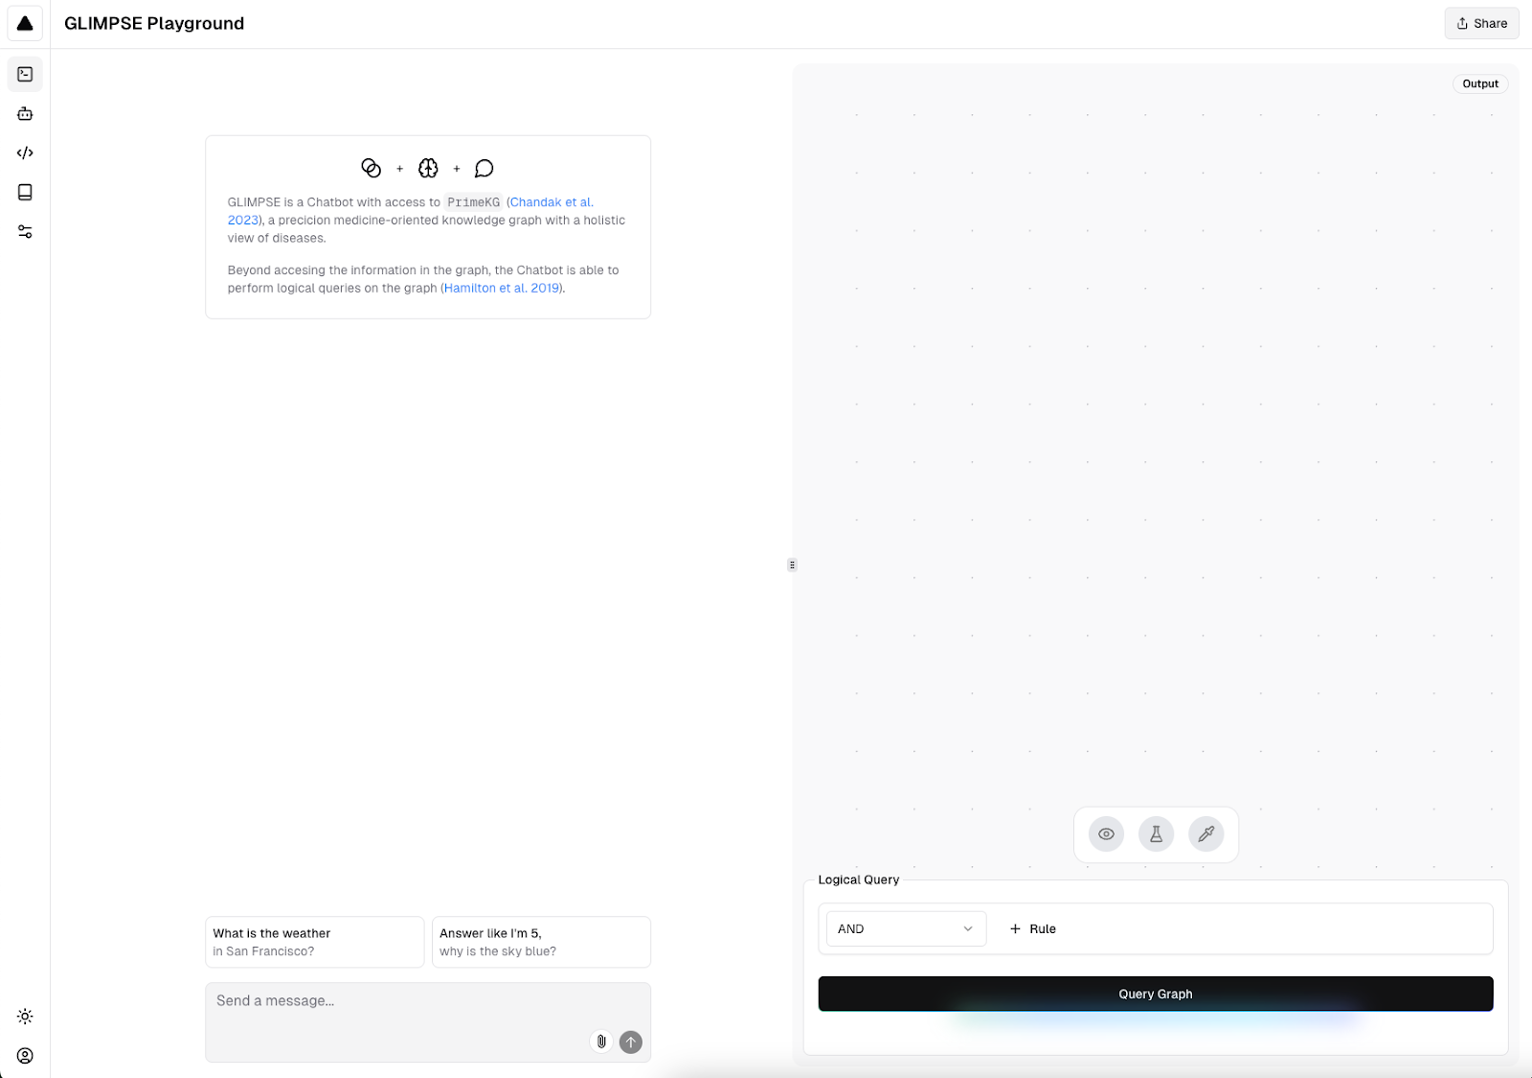 GLIMPSE Playground
Share
Output
+ +
GLIMPSE is a Chatbot with access to PrimeKG (Chandak et al.
2023), a precicion medicine-oriented knowledge graph with a holistic
view of diseases.
Beyond accesing the information in the graph, the Chatbot is able to
perform logical queries on the graph (Hamilton et al. 2019).
Logical Query
AND
+ Rule
Query Graph
What is the weather
in San Francisco?
Answer like I'm 5,
why is the sky blue?
Send a message...